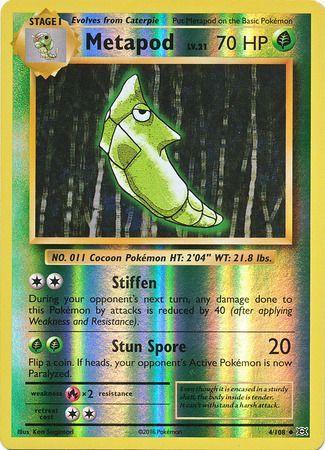 STAGE 1 Evolves from Caterpie Put Metapod on the Basic Pokémon
Metapod LV.21 70 HP
NO. 011 Cocoon Pokémon HT: 2'04" WT: 21.8 lbs.
Stiffen
During your opponent's next turn, any damage done
to this Pokémon by attacks is reduced by 40 (after applying
Weakness and Resistance).
Stun Spore 20
Flip a coin. If heads, your opponent's Active Pokémon is now
Paralyzed.
weakness ×2 resistance
retreat
cost
Even though it is encased in a sturdy
shell, the body inside is tender.
It can't withstand a harsh attack.
Illus. Ken Sugimori ©2016 Pokémon 4/108